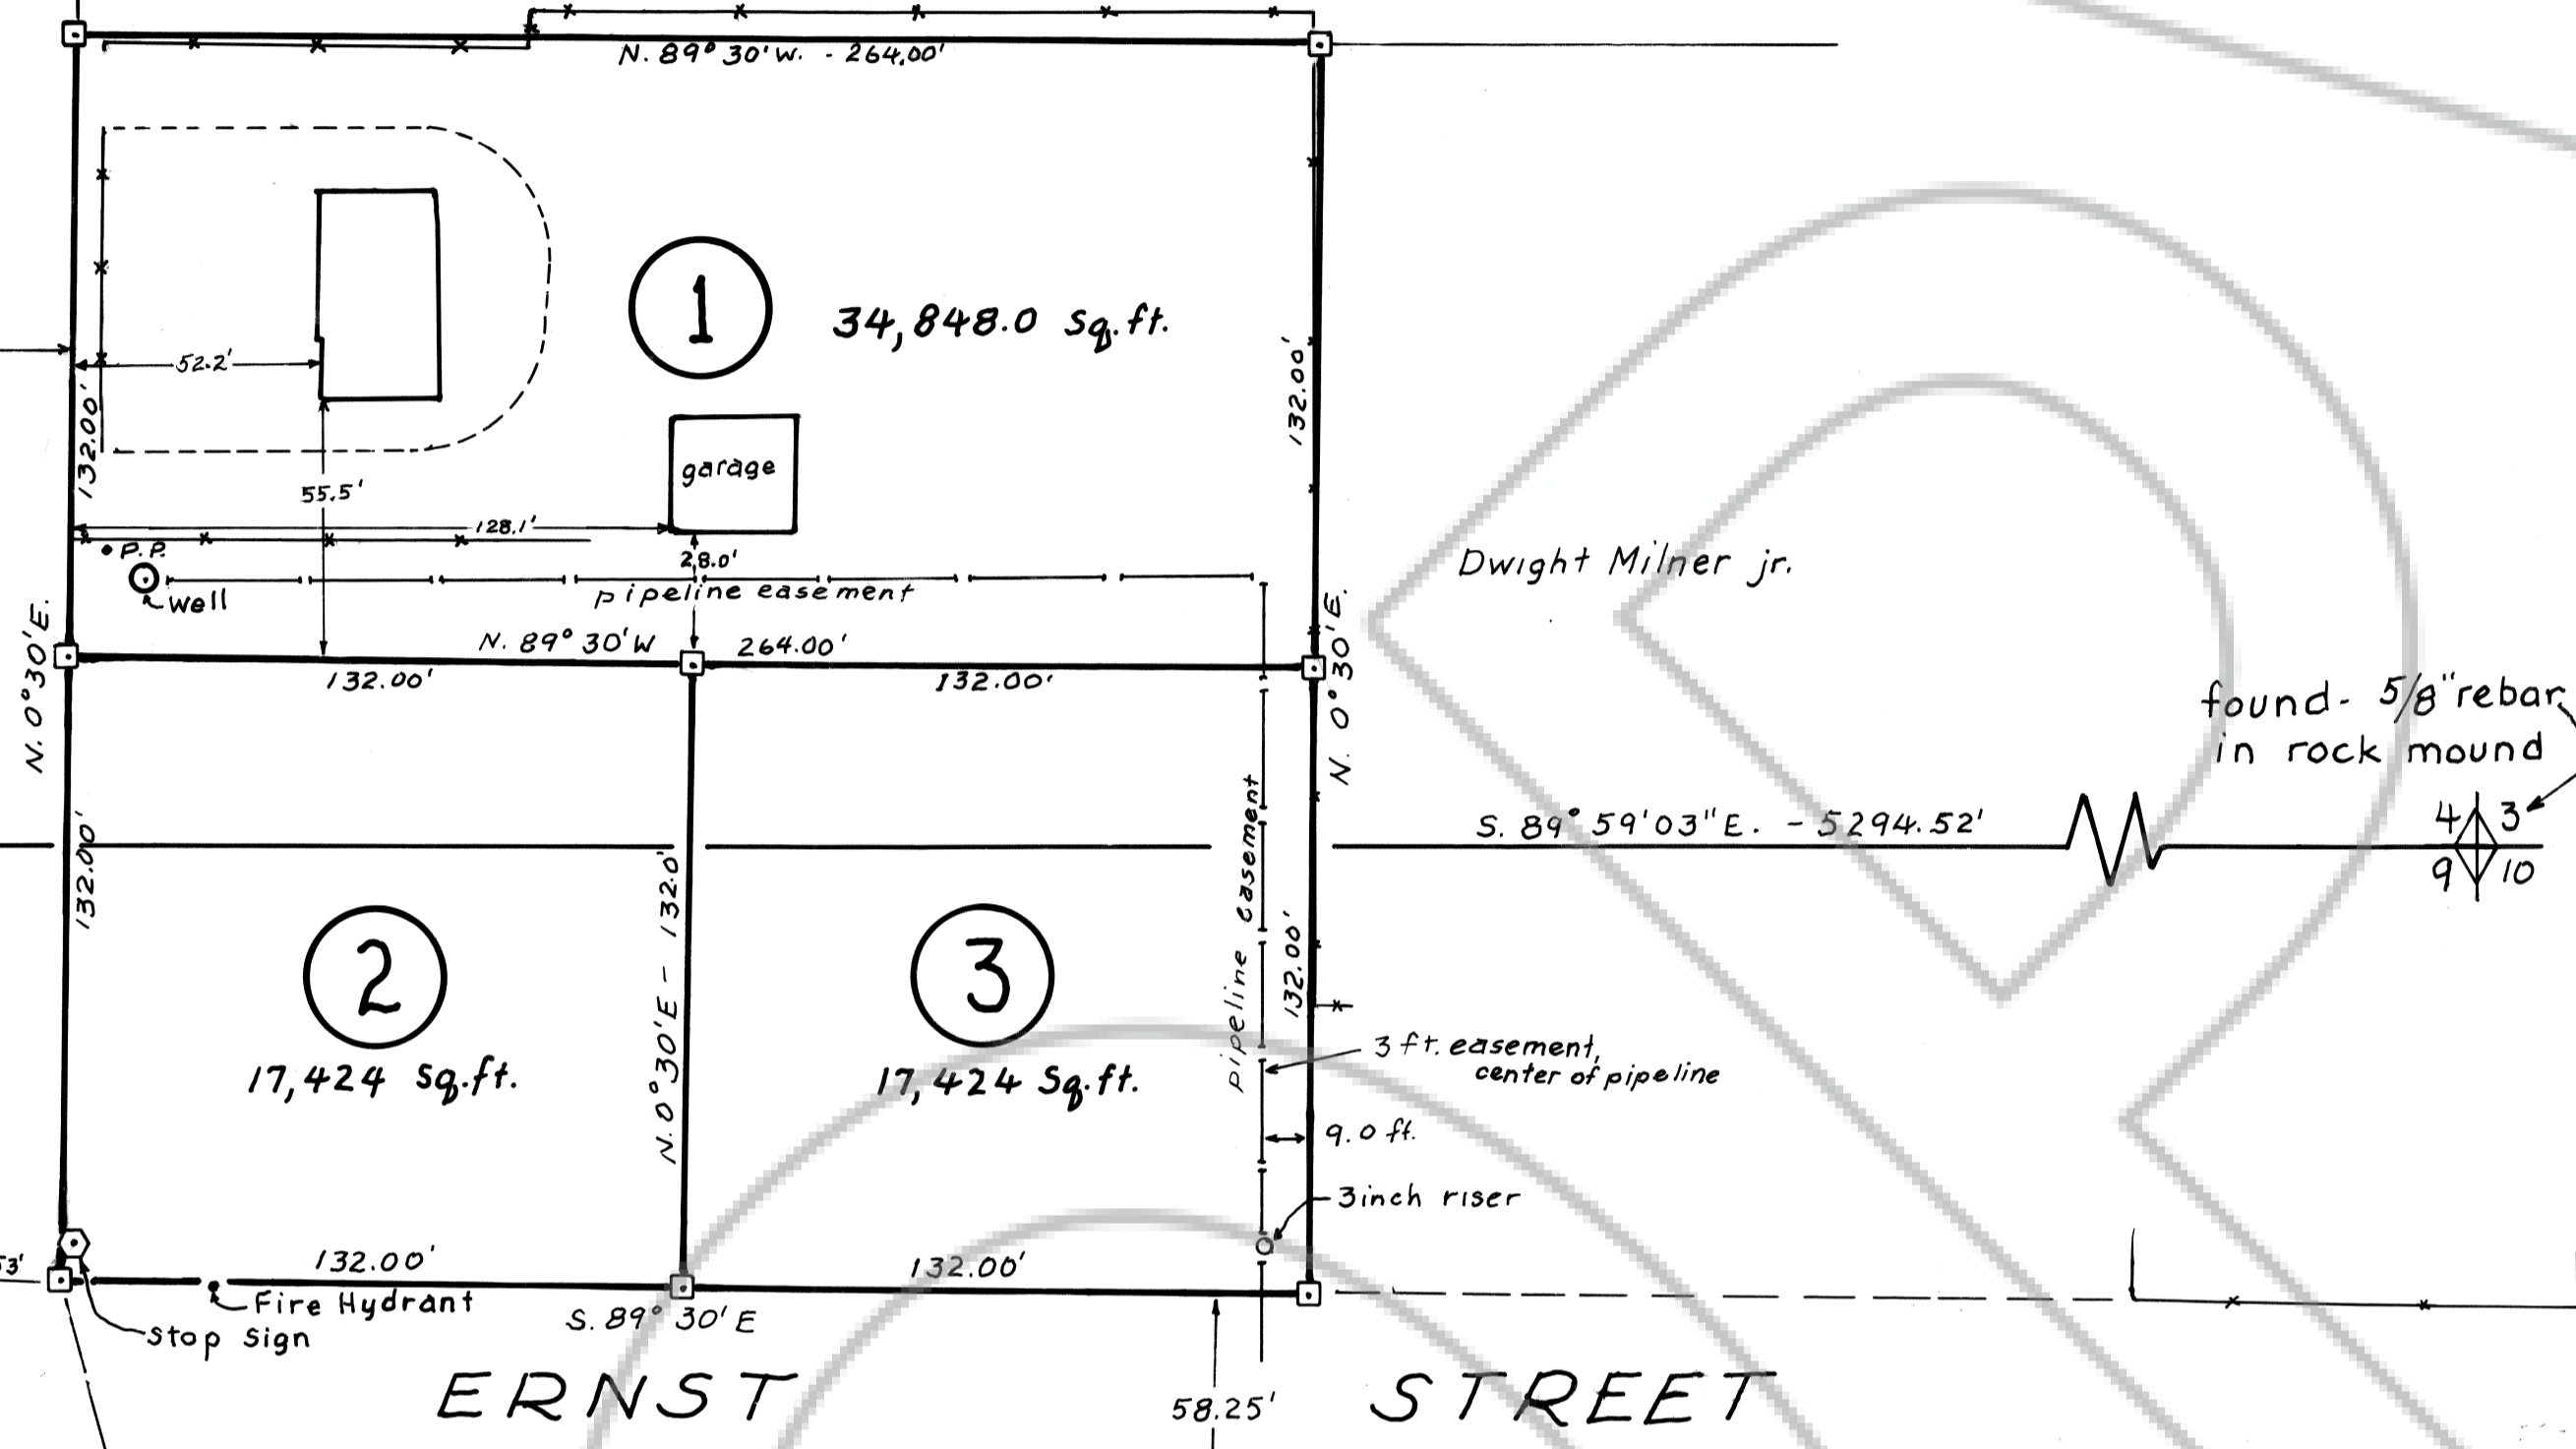 N. 89° 30' W. - 264.00'
1
34,848.0 Sq.ft.
52.2'
132.00'
132.00'
garage
55.5'
128.1'
P.P.
28.0'
well
pipeline easement
Dwight Milner jr.
N. 0° 30' E.
N. 0° 30' E.
N. 89° 30' W 264.00'
132.00'
132.00'
found - 5/8" rebar
in rock mound
S. 89° 59' 03" E. - 5294.52'
4 3
9 10
132.00'
N. 0° 30' E - 132.0'
pipeline easement
132.00'
2
17,424 Sq.ft.
3
17,424 Sq.ft.
3 ft. easement,
center of pipeline
9.0 ft.
3 inch riser
53'
132.00'
132.00'
Fire Hydrant
Stop Sign
S. 89° 30' E
58.25'
ERNST STREET